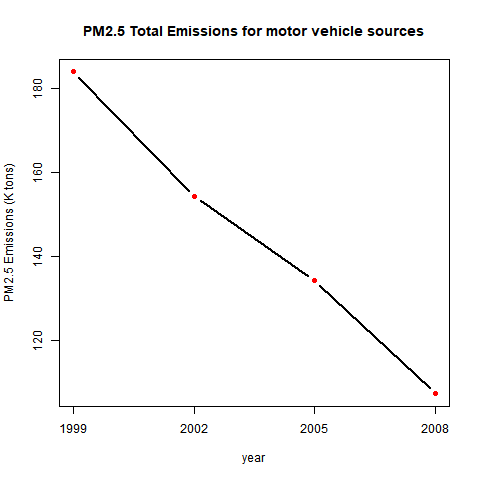 PM2.5 Total Emissions for motor vehicle sources
PM2.5 Emissions (K tons)
180
160
140
120
1999 2002 2005 2008
year